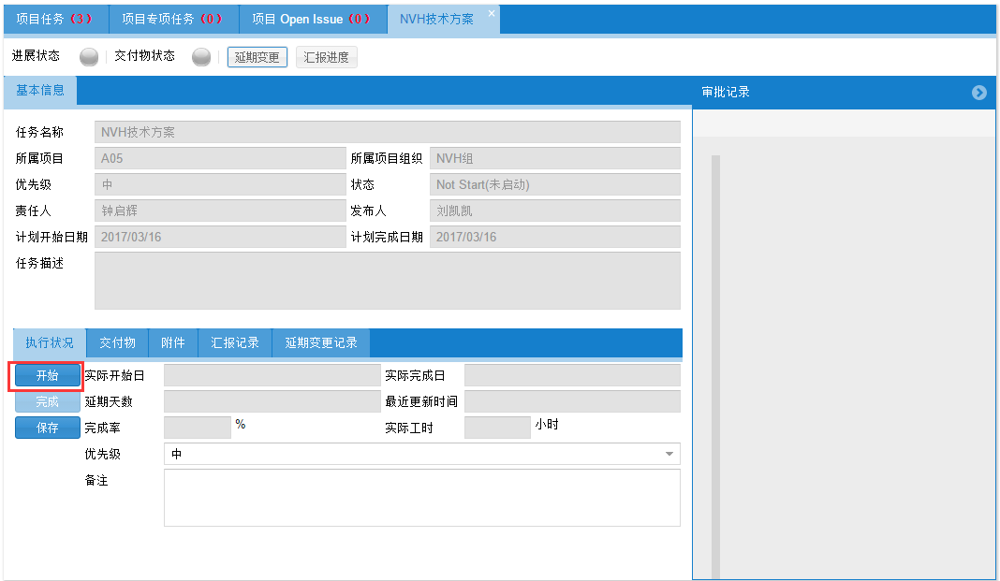 项目任务（3） 项目专项任务（0） 项目 Open Issue（0） NVH技术方案 ×
进展状态 交付物状态 延期变更 汇报进度
基本信息 审批记录
任务名称 NVH技术方案
所属项目 A05 所属项目组织 NVH组
优先级 中 状态 Not Start(未启动)
责任人 钟启辉 发布人 刘凯凯
计划开始日期 2017/03/16 计划完成日期 2017/03/16
任务描述
执行状况 交付物 附件 汇报记录 延期变更记录
开始 实际开始日 实际完成日
完成 延期天数 最近更新时间
保存 完成率 % 实际工时 小时
优先级 中
备注